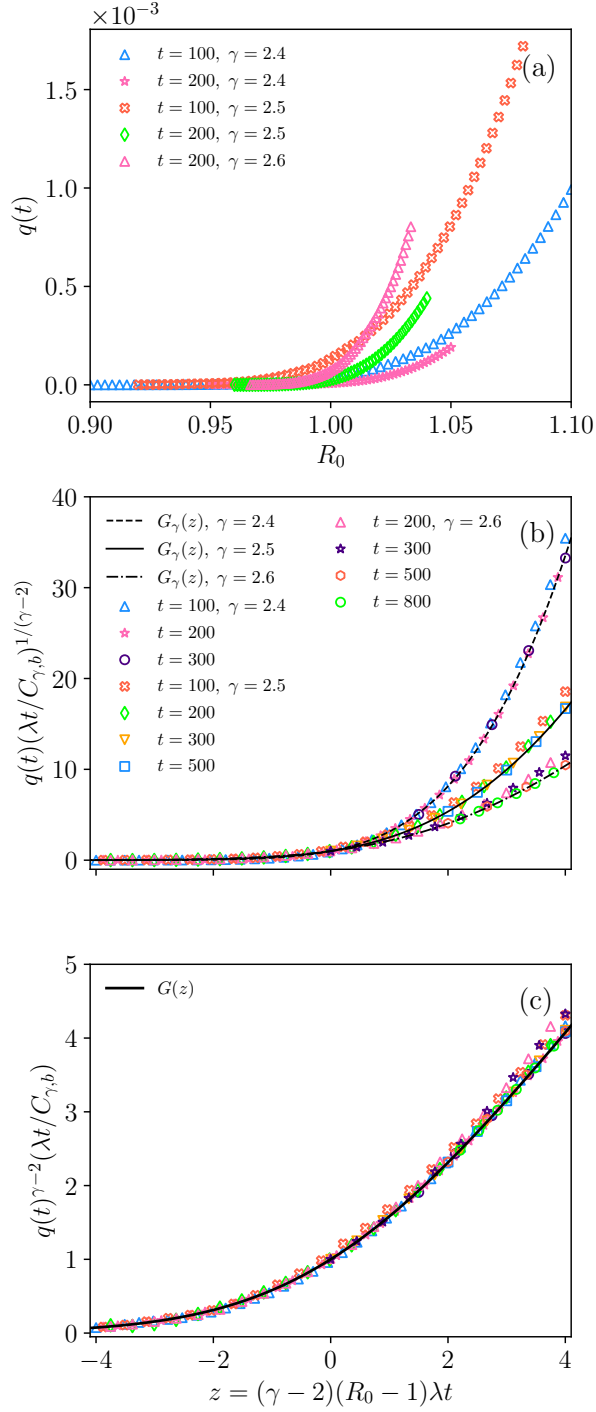 ×10⁻³
(a)
t = 100, γ = 2.4
t = 200, γ = 2.4
t = 100, γ = 2.5
t = 200, γ = 2.5
t = 200, γ = 2.6
1.5
1.0
0.5
0.0
q(t)
0.90 0.95 1.00 1.05 1.10
R₀
(b)
G_γ(z), γ = 2.4
G_γ(z), γ = 2.5
G_γ(z), γ = 2.6
t = 100, γ = 2.4
t = 200
t = 300
t = 100, γ = 2.5
t = 200
t = 300
t = 500
t = 200, γ = 2.6
t = 300
t = 500
t = 800
40
30
20
10
0
q(t)(λt/C_{γ,b})^{1/(γ−2)}
(c)
G(z)
5
4
3
2
1
0
q(t)^{γ−2}(λt/C_{γ,b})
−4 −2 0 2 4
z = (γ − 2)(R₀ − 1)λt